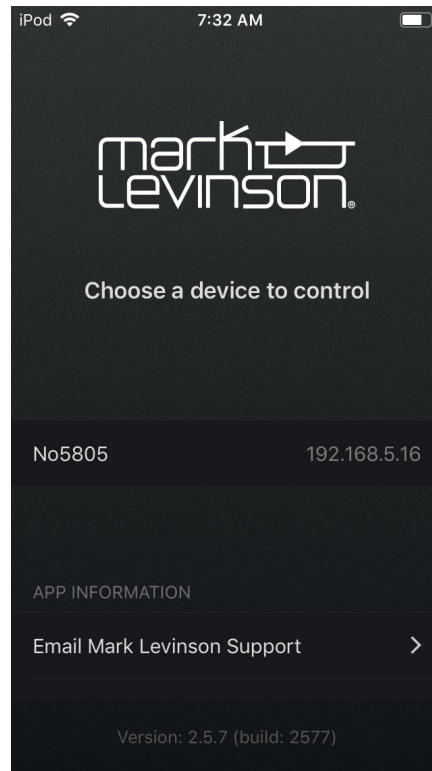 iPod 7:32 AM
mark
Levinson®
Choose a device to control
No5805 192.168.5.16
APP INFORMATION
Email Mark Levinson Support
Version: 2.5.7 (build: 2577)